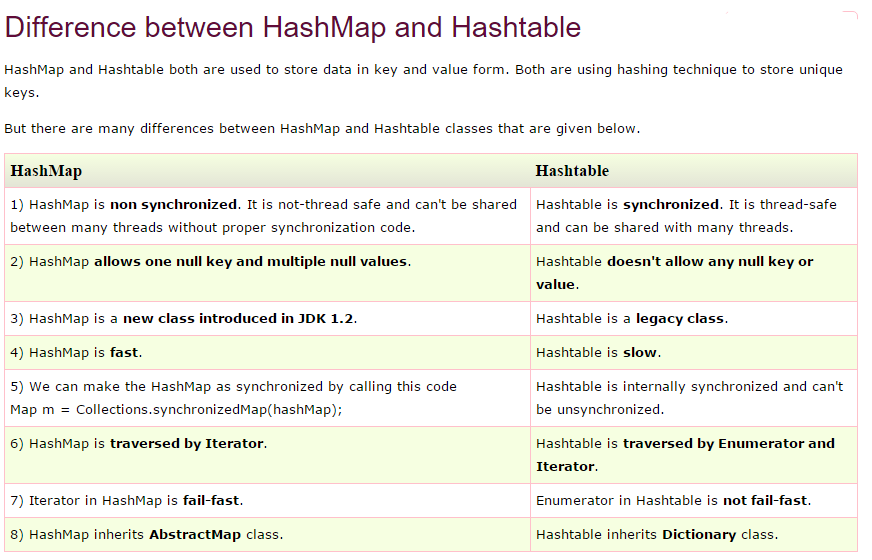 Difference between HashMap and Hashtable
HashMap and Hashtable both are used to store data in key and value form. Both are using hashing technique to store unique
keys.
But there are many differences between HashMap and Hashtable classes that are given below.
HashMap
Hashtable
1) HashMap is non synchronized. It is not-thread safe and can't be shared
between many threads without proper synchronization code.
Hashtable is synchronized. It is thread-safe
and can be shared with many threads.
2) HashMap allows one null key and multiple null values.
Hashtable doesn't allow any null key or
value.
3) HashMap is a new class introduced in JDK 1.2.
Hashtable is a legacy class.
4) HashMap is fast.
Hashtable is slow.
5) We can make the HashMap as synchronized by calling this code
Map m = Collections.synchronizedMap(hashMap);
Hashtable is internally synchronized and can't
be unsynchronized.
6) HashMap is traversed by Iterator.
Hashtable is traversed by Enumerator and
Iterator.
7) Iterator in HashMap is fail-fast.
Enumerator in Hashtable is not fail-fast.
8) HashMap inherits AbstractMap class.
Hashtable inherits Dictionary class.